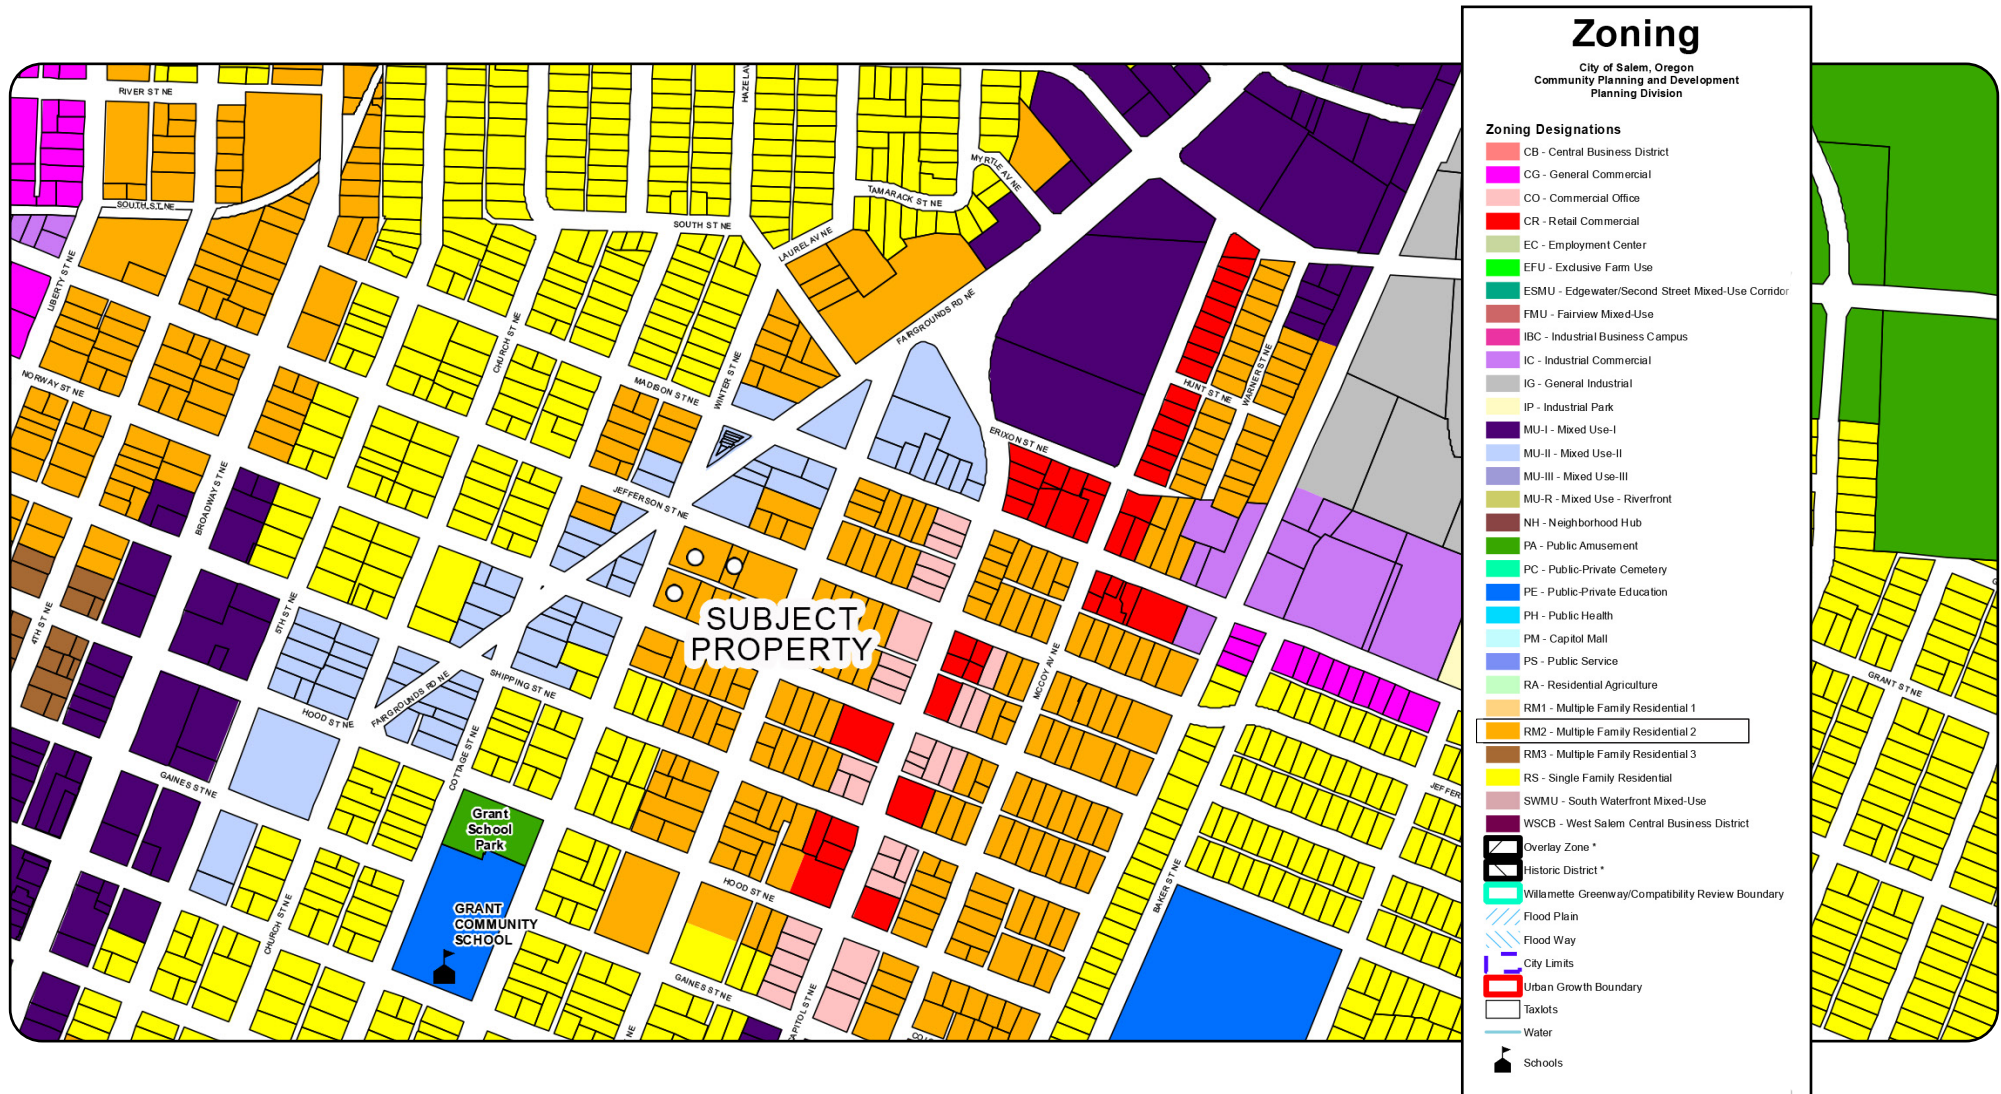 Zoning
City of Salem, Oregon
Community Planning and Development
Planning Division
Zoning Designations
CB - Central Business District
CG - General Commercial
CO - Commercial Office
CR - Retail Commercial
EC - Employment Center
EFU - Exclusive Farm Use
ESMU - Edgewater/Second Street Mixed-Use Corridor
FMU - Fairview Mixed-Use
IBC - Industrial Business Campus
IC - Industrial Commercial
IG - General Industrial
IP - Industrial Park
MU-I - Mixed Use-I
MU-II - Mixed Use-II
MU-III - Mixed Use-III
MU-R - Mixed Use - Riverfront
NH - Neighborhood Hub
PA - Public Amusement
PC - Public-Private Cemetery
PE - Public-Private Education
PH - Public Health
PM - Capitol Mall
PS - Public Service
RA - Residential Agriculture
RM1 - Multiple Family Residential 1
RM2 - Multiple Family Residential 2
RM3 - Multiple Family Residential 3
RS - Single Family Residential
SWMU - South Waterfront Mixed-Use
WSCB - West Salem Central Business District
Overlay Zone *
Historic District *
Willamette Greenway/Compatibility Review Boundary
Flood Plain
Flood Way
City Limits
Urban Growth Boundary
Taxlots
Water
Schools
RIVER ST NE
HAZELAV
MYRTLE AV NE
TAMARACK ST NE
SOUTH ST NE
SOUTH ST NE
LAURELAV NE
LIBERTY ST NE
FAIRGROUNDS RD NE
CHURCH ST NE
WINTER ST NE
MADISON ST NE
NORWAY ST NE
HUNT ST NE
WARNER ST NE
ERIXON ST NE
BROADWAY ST NE
JEFFERSON ST NE
5TH ST NE
4TH ST NE
SUBJECT
PROPERTY
MCCOY AV NE
GRANT ST NE
SHIPPING ST NE
FAIRGROUNDS RD NE
HOOD ST NE
COTTAGE ST NE
GAINES ST NE
JEFFER
Grant
School
Park
BAKER ST NE
HOOD ST NE
CHURCH ST NE
GRANT
COMMUNITY
SCHOOL
GAINES ST NE
APITOL ST NE
NE